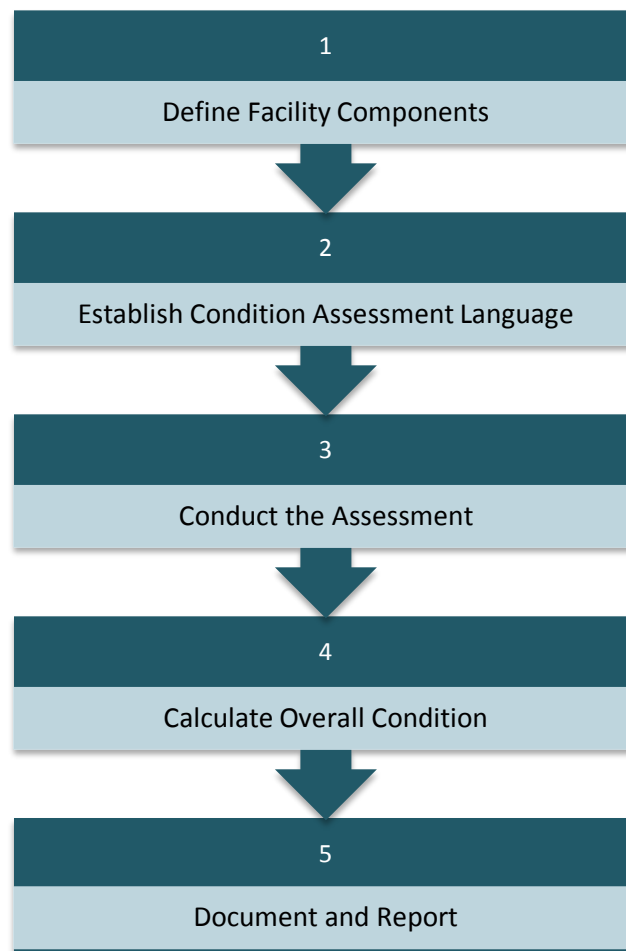 1
Define Facility Components
2
Establish Condition Assessment Language
3
Conduct the Assessment
4
Calculate Overall Condition
5
Document and Report